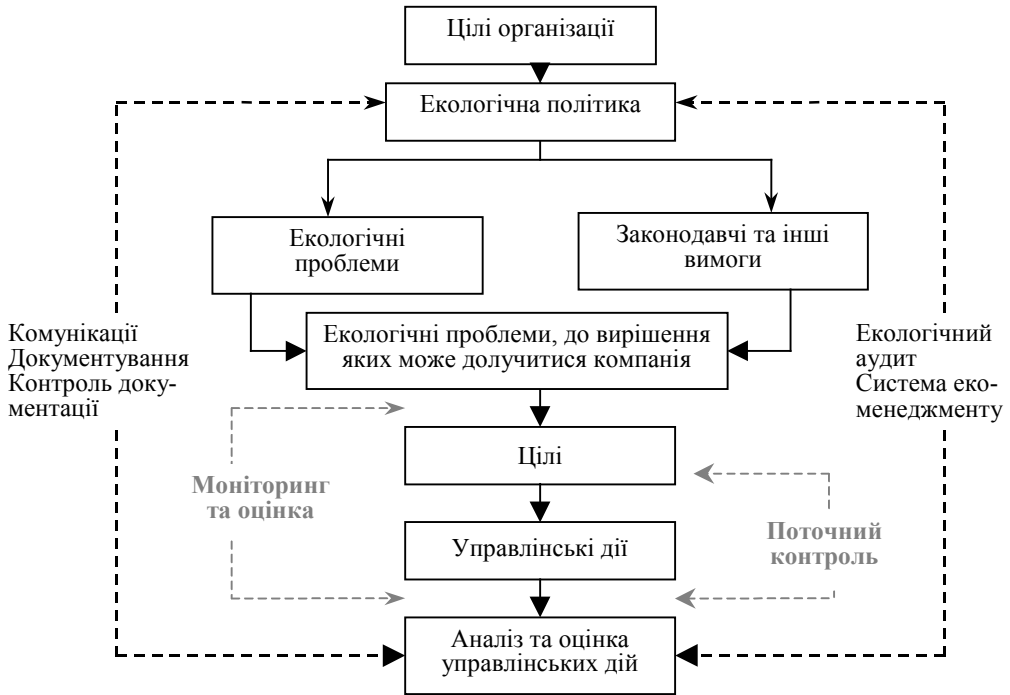 Цілі організації
Екологічна політика
Екологічні
проблеми
Законодавчі та інші
вимоги
Комунікації
Документування
Контроль доку-
ментації
Екологічні проблеми, до вирішення
яких може долучитися компанія
Екологічний
аудит
Система еко-
менеджменту
Цілі
Моніторинг
та оцінка
Управлінські дії
Поточний
контроль
Аналіз та оцінка
управлінських дій